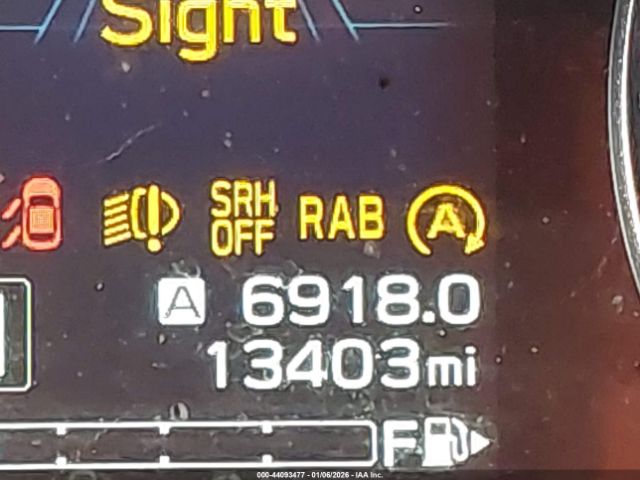 Sight
SRH OFF RAB A
A 6918.0
13403mi
F
000-44093477 - 01/06/2026 - IAA Inc.